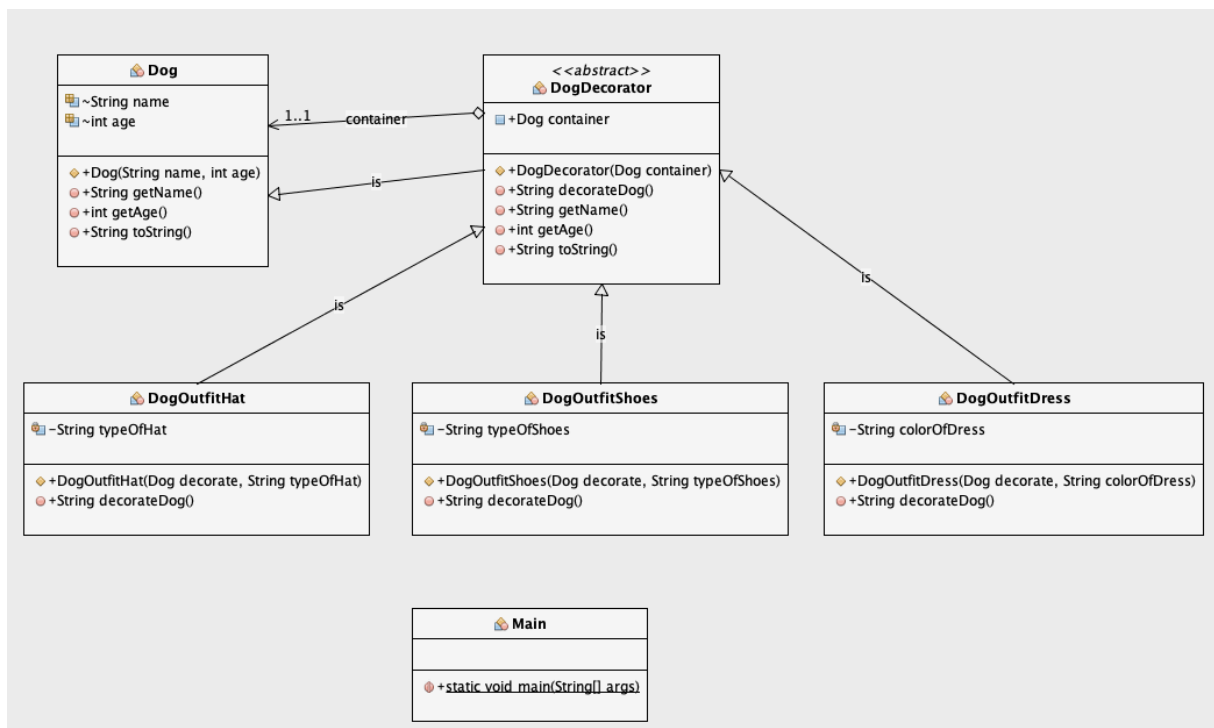 Dog
~String name
~int age
+Dog(String name, int age)
+String getName()
+int getAge()
+String toString()
1..1
container
is
<<abstract>>
DogDecorator
+Dog container
+DogDecorator(Dog container)
+String decorateDog()
+String getName()
+int getAge()
+String toString()
is
is
is
DogOutfitHat
-String typeOfHat
+DogOutfitHat(Dog decorate, String typeOfHat)
+String decorateDog()
DogOutfitShoes
-String typeOfShoes
+DogOutfitShoes(Dog decorate, String typeOfShoes)
+String decorateDog()
DogOutfitDress
-String colorOfDress
+DogOutfitDress(Dog decorate, String colorOfDress)
+String decorateDog()
Main
+static void main(String[] args)